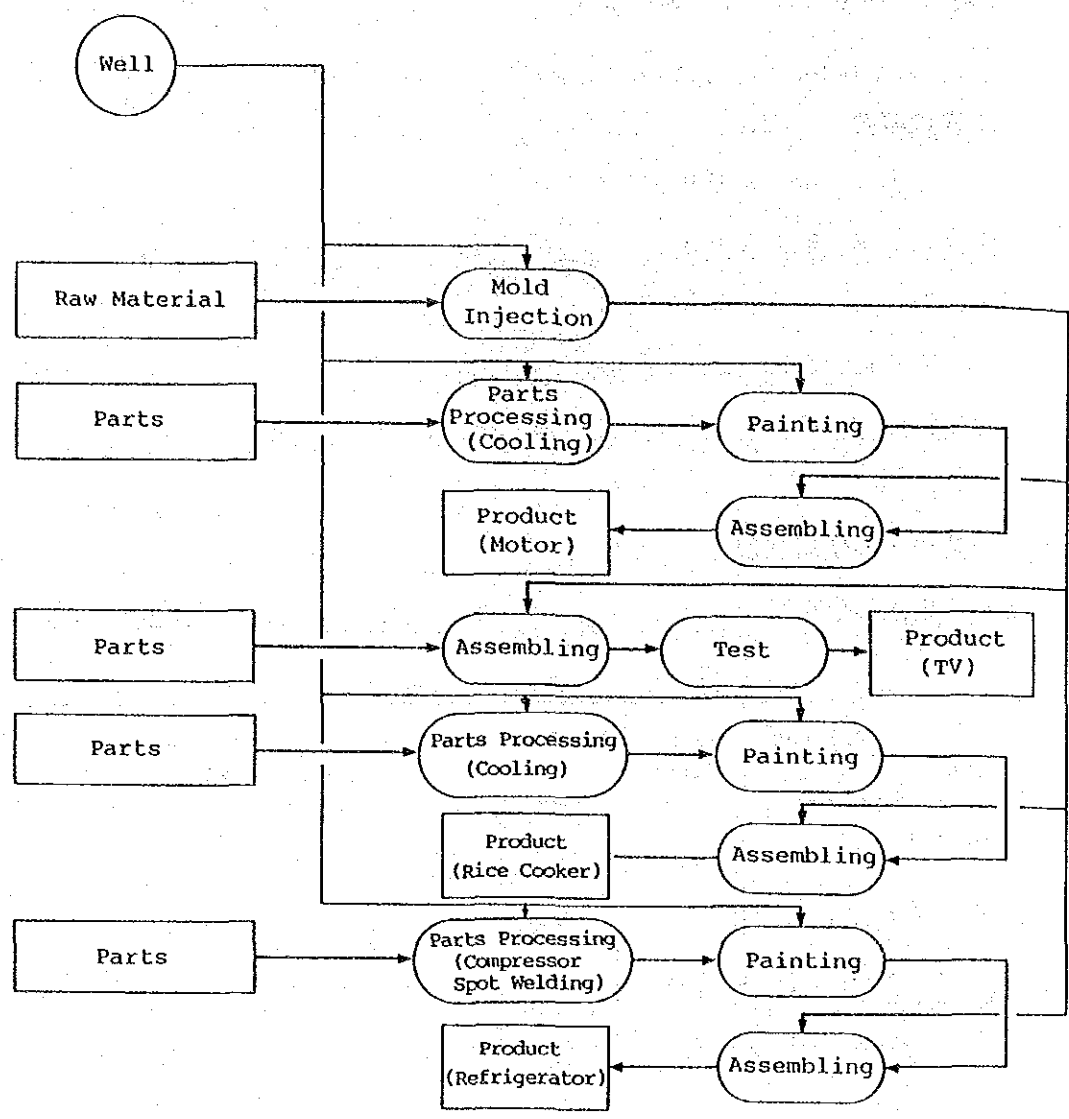 Well
Raw Material
Mold
Injection
Parts
Parts
Processing
(Cooling)
Painting
Product
(Motor)
Assembling
Parts
Assembling
Test
Product
(TV)
Parts
Parts Processing
(Cooling)
Painting
Product
(Rice Cooker)
Assembling
Parts
Parts Processing
(Compressor
Spot Welding)
Painting
Product
(Refrigerator)
Assembling